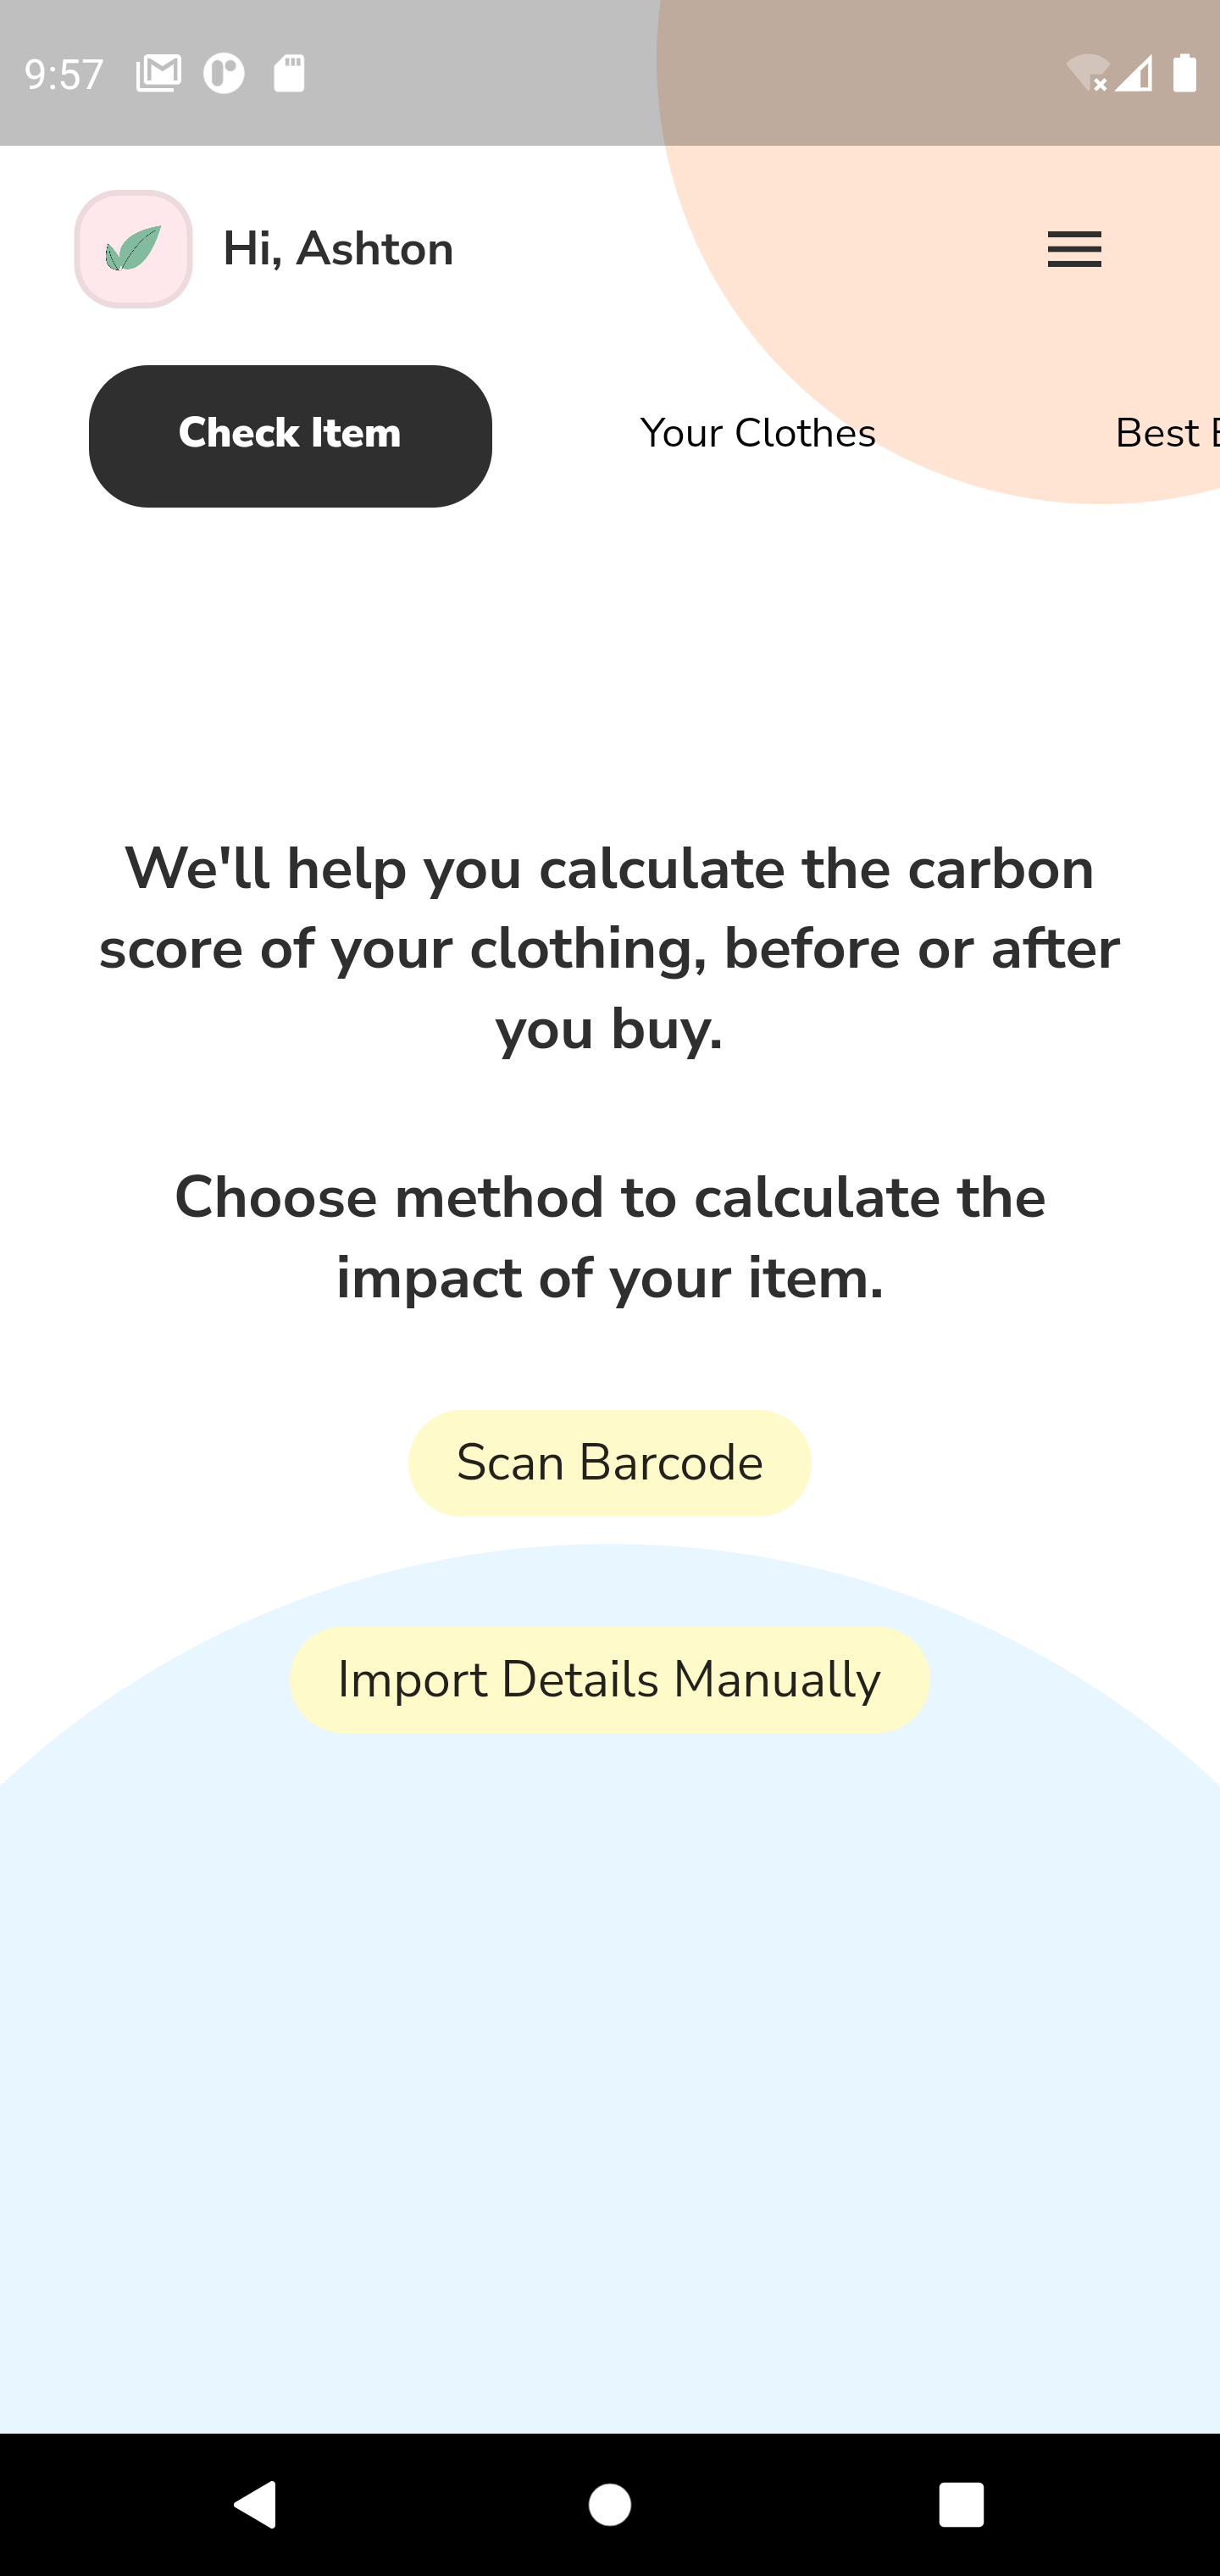 9:57
Hi, Ashton
Check Item
Your Clothes
Best
We'll help you calculate the carbon
score of your clothing, before or after
you buy.
Choose method to calculate the
impact of your item.
Scan Barcode
Import Details Manually